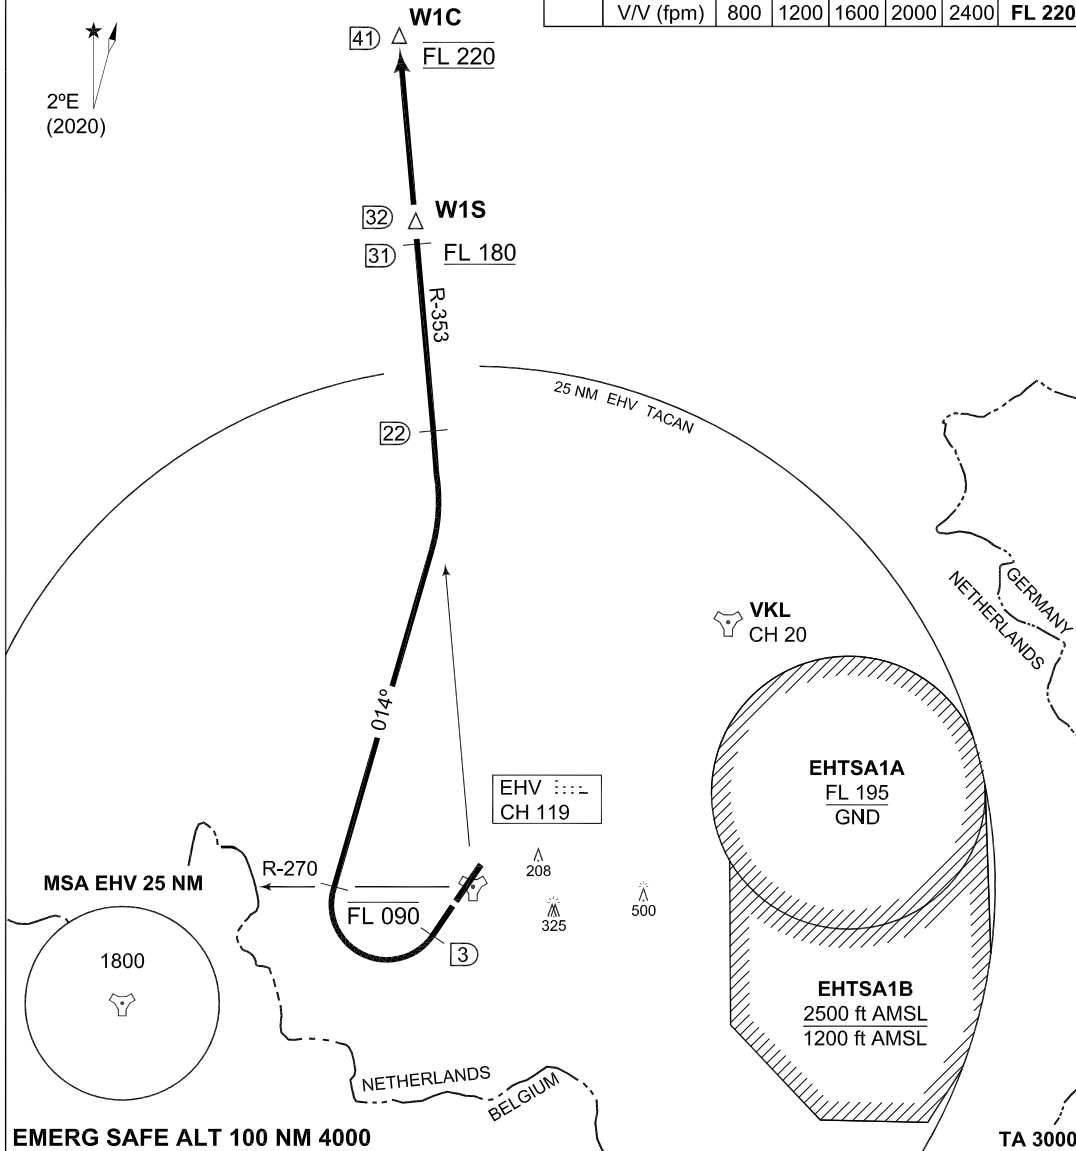 V/V (fpm) 800 1200 1600 2000 2400 FL 220
W1C
41
FL 220
2ºE
(2020)
32
W1S
31
FL 180
R-353
25 NM EHV TACAN
22
GERMANY
NETHERLANDS
VKL
CH 20
014º
EHTSA1A
FL 195
GND
EHV
CH 119
208
R-270
MSA EHV 25 NM
500
FL 090
325
3
1800
EHTSA1B
2500 ft AMSL
1200 ft AMSL
NETHERLANDS
BELGIUM
EMERG SAFE ALT 100 NM 4000
TA 3000